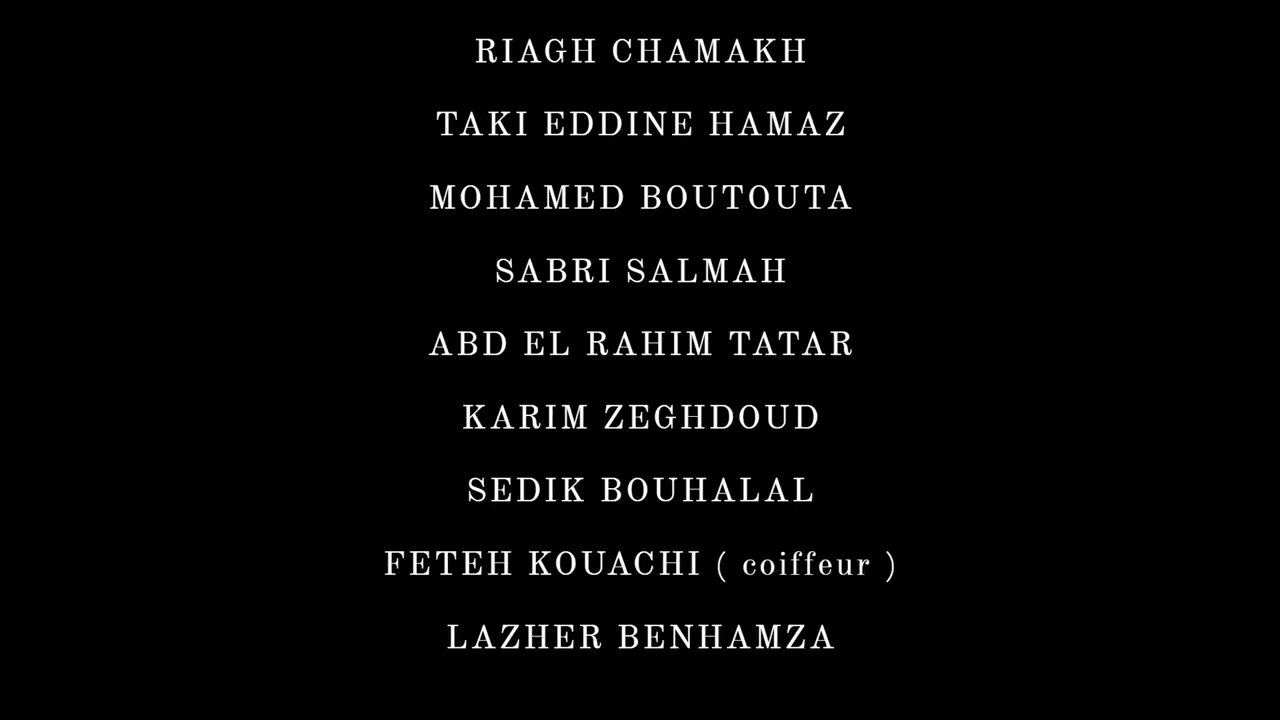 RIAGH CHAMAKH
TAKI EDDINE HAMAZ
MOHAMED BOUTOUTA
SABRI SALMAH
ABD EL RAHIM TATAR
KARIM ZEGHDOUD
SEDIK BOUHALAL
FETEH KOUACHI ( coiffeur )
LAZHER BENHAMZA